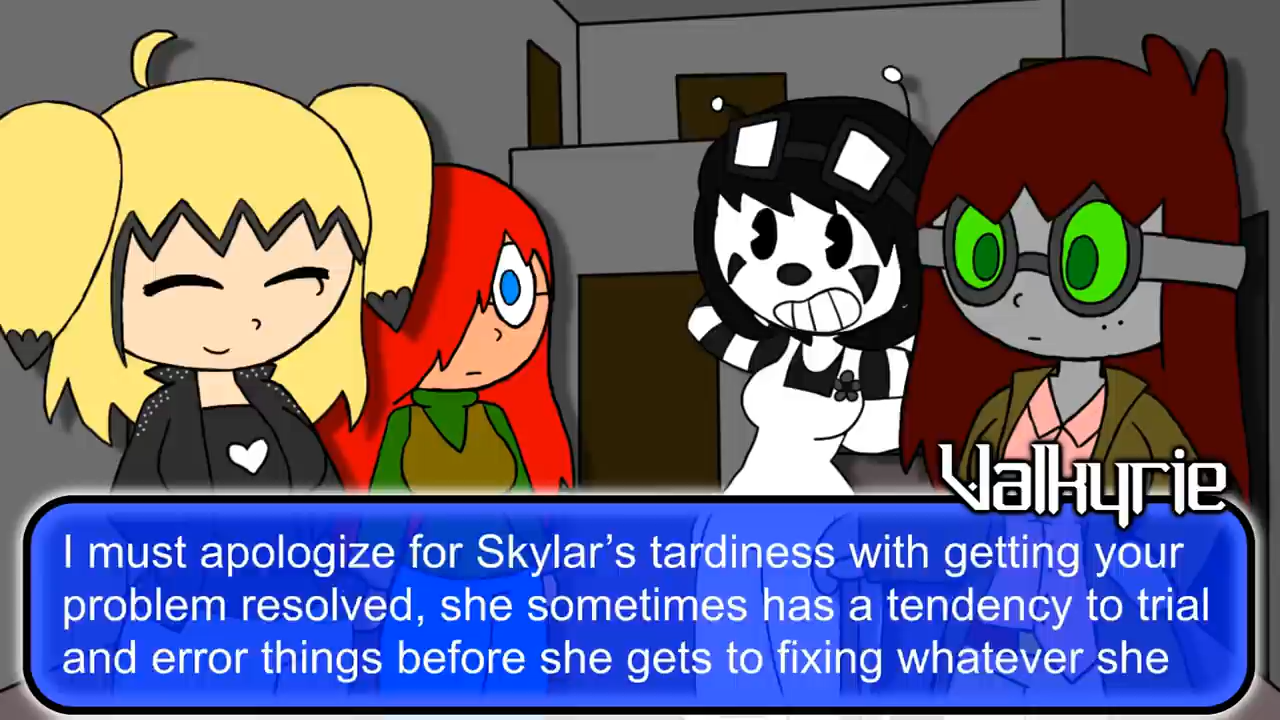 Valkyrie
I must apologize for Skylar’s tardiness with getting your
problem resolved, she sometimes has a tendency to trial
and error things before she gets to fixing whatever she